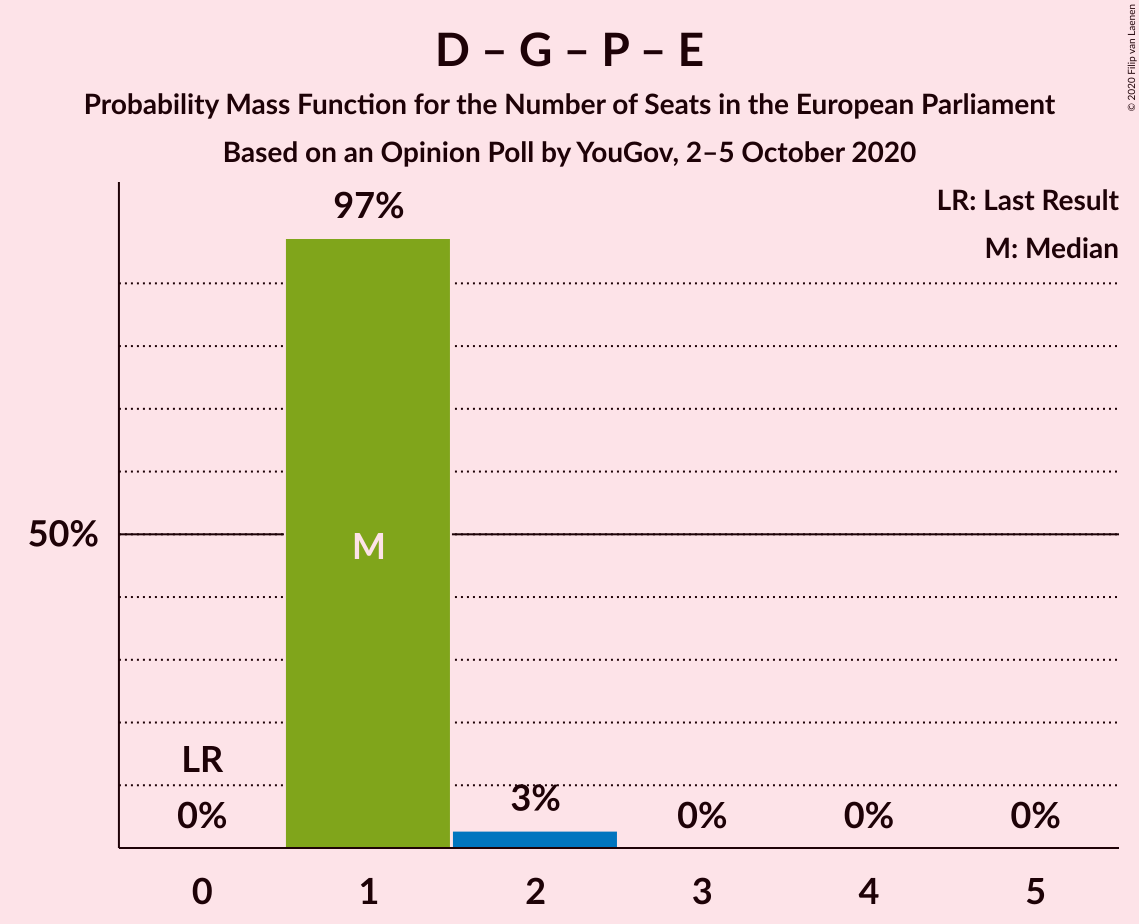 D – G – P – E
Probability Mass Function for the Number of Seats in the European Parliament
Based on an Opinion Poll by YouGov, 2–5 October 2020
© 2020 Filip van Laenen
LR: Last Result
M: Median
97%
50%
M
LR
0%
3%
0%
0%
0%
0
1
2
3
4
5